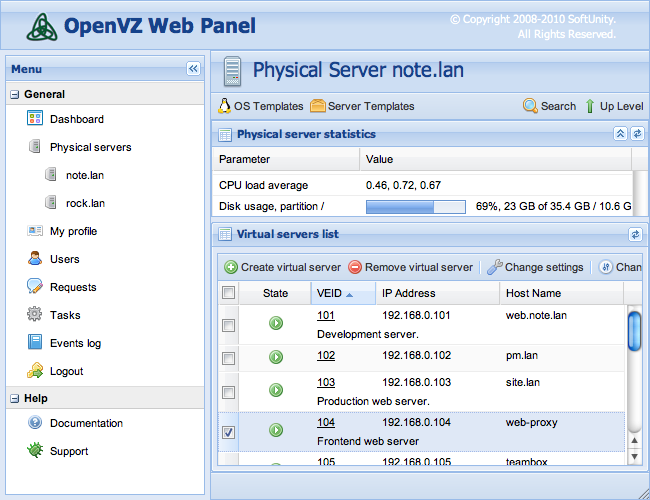 OpenVZ Web Panel
© Copyright 2008-2010 SoftUnity.
All Rights Reserved.
Menu
General
Dashboard
Physical servers
note.lan
rock.lan
My profile
Users
Requests
Tasks
Events log
Logout
Help
Documentation
Support
Physical Server note.lan
OS Templates Server Templates Search Up Level
Physical server statistics
Parameter Value
CPU load average 0.46, 0.72, 0.67
Disk usage, partition / 69%, 23 GB of 35.4 GB / 10.6 G
Virtual servers list
Create virtual server Remove virtual server Change settings Chan
State VEID IP Address Host Name
101 192.168.0.101 web.note.lan
Development server.
102 192.168.0.102 pm.lan
103 192.168.0.103 site.lan
Production web server.
104 192.168.0.104 web-proxy
Frontend web server
105 192.168.0.105 teambox